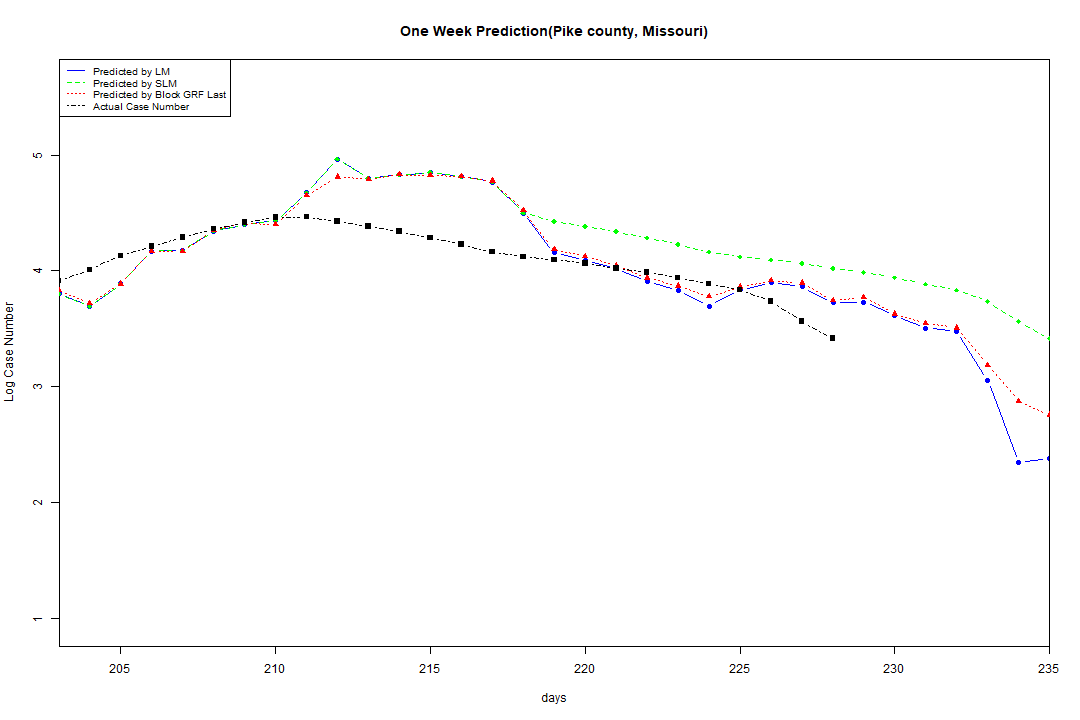 One Week Prediction(Pike county, Missouri)
Predicted by LM
Predicted by SLM
Predicted by Block GRF Last
Actual Case Number
Log Case Number
5
4
3
2
1
205 210 215 220 225 230 235
days